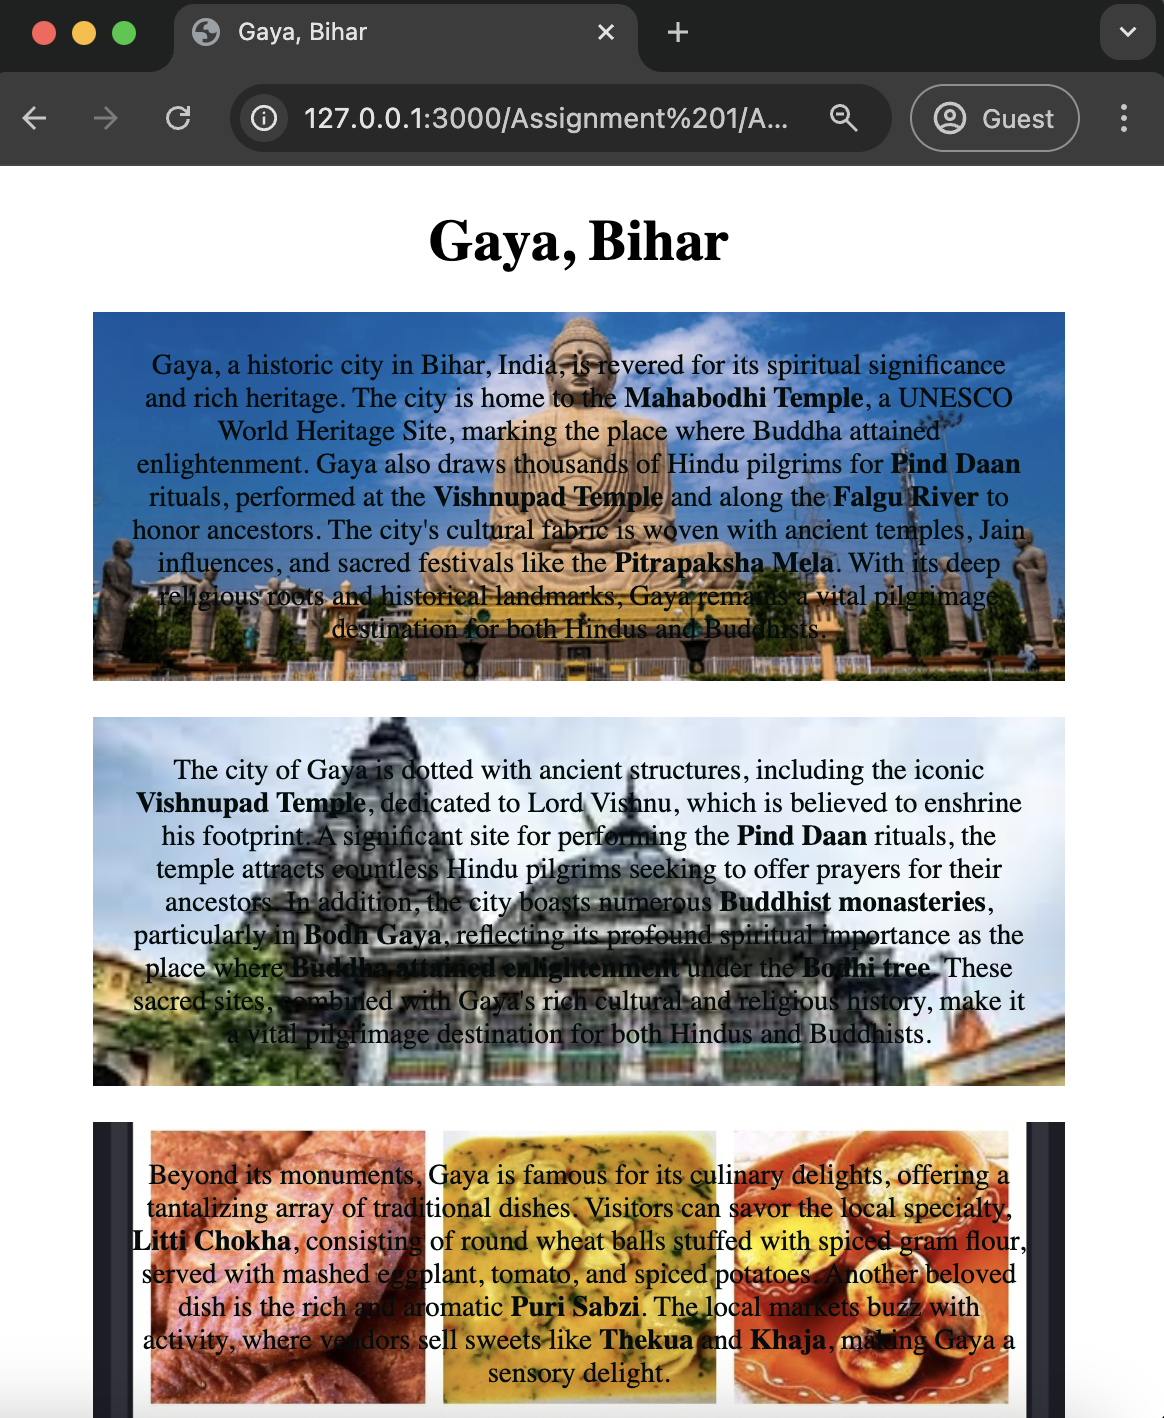 Gaya, Bihar
127.0.0.1:3000/Assignment%201/A...
Guest
Gaya, Bihar
Gaya, a historic city in Bihar, India, is revered for its spiritual significance
and rich heritage. The city is home to the Mahabodhi Temple, a UNESCO
World Heritage Site, marking the place where Buddha attained
enlightenment. Gaya also draws thousands of Hindu pilgrims for Pind Daan
rituals, performed at the Vishnupad Temple and along the Falgu River to
honor ancestors. The city's cultural fabric is woven with ancient temples, Jain
influences, and sacred festivals like the Pitrapaksha Mela. With its deep
religious roots and historical landmarks, Gaya remains a vital pilgrimage
destination for both Hindus and Buddhists.
The city of Gaya is dotted with ancient structures, including the iconic
Vishnupad Temple, dedicated to Lord Vishnu, which is believed to enshrine
his footprint. A significant site for performing the Pind Daan rituals, the
temple attracts countless Hindu pilgrims seeking to offer prayers for their
ancestors. In addition, the city boasts numerous Buddhist monasteries,
particularly in Bodh Gaya, reflecting its profound spiritual importance as the
place where Buddha attained enlightenment under the Bodhi tree. These
sacred sites, combined with Gaya's rich cultural and religious history, make it
a vital pilgrimage destination for both Hindus and Buddhists.
Beyond its monuments, Gaya is famous for its culinary delights, offering a
tantalizing array of traditional dishes. Visitors can savor the local specialty,
Litti Chokha, consisting of round wheat balls stuffed with spiced gram flour,
served with mashed eggplant, tomato, and spiced potatoes. Another beloved
dish is the rich and aromatic Puri Sabzi. The local markets buzz with
activity, where vendors sell sweets like Thekua and Khaja, making Gaya a
sensory delight.